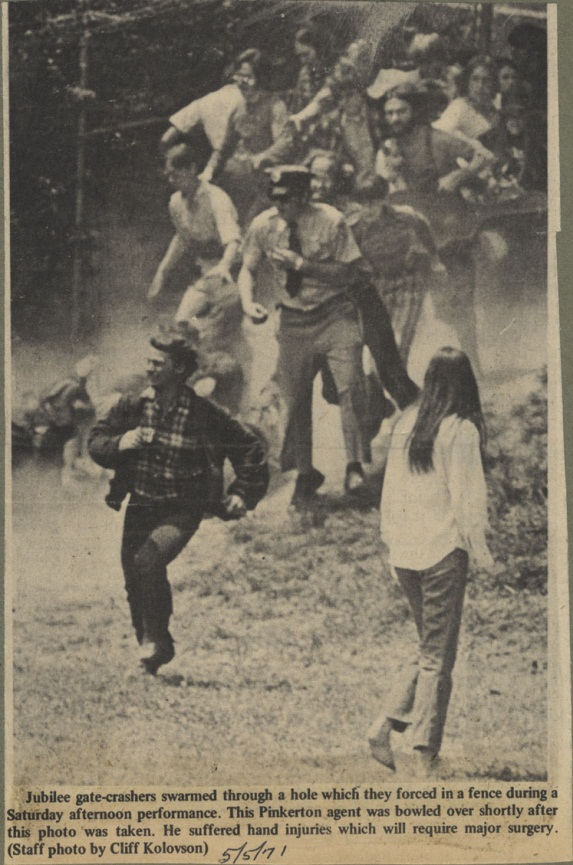 Jubilee gate-crashers swarmed through a hole which they forced in a fence during a
Saturday afternoon performance. This Pinkerton agent was bowled over shortly after
this photo was taken. He suffered hand injuries which will require major surgery.
(Staff photo by Cliff Kolovson) 5/5/71